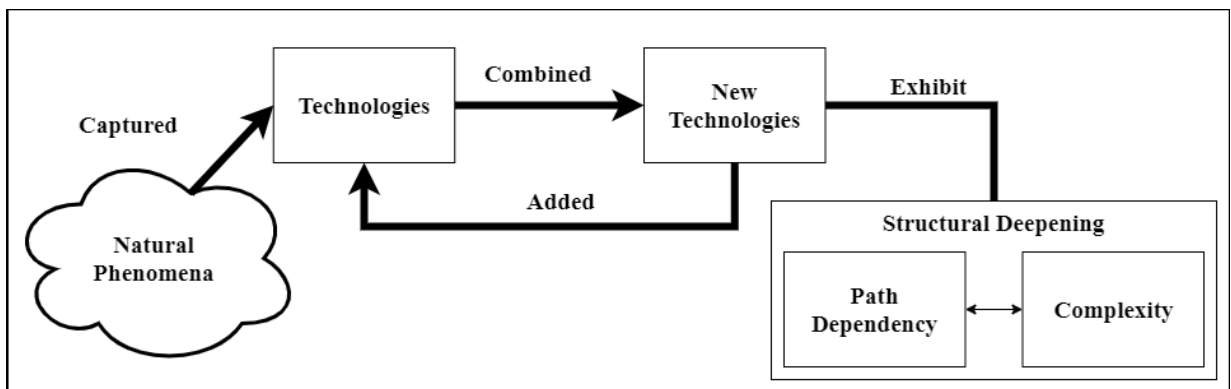 Captured
Natural
Phenomena
Technologies
Combined
New
Technologies
Added
Exhibit
Structural Deepening
Path
Dependency
Complexity